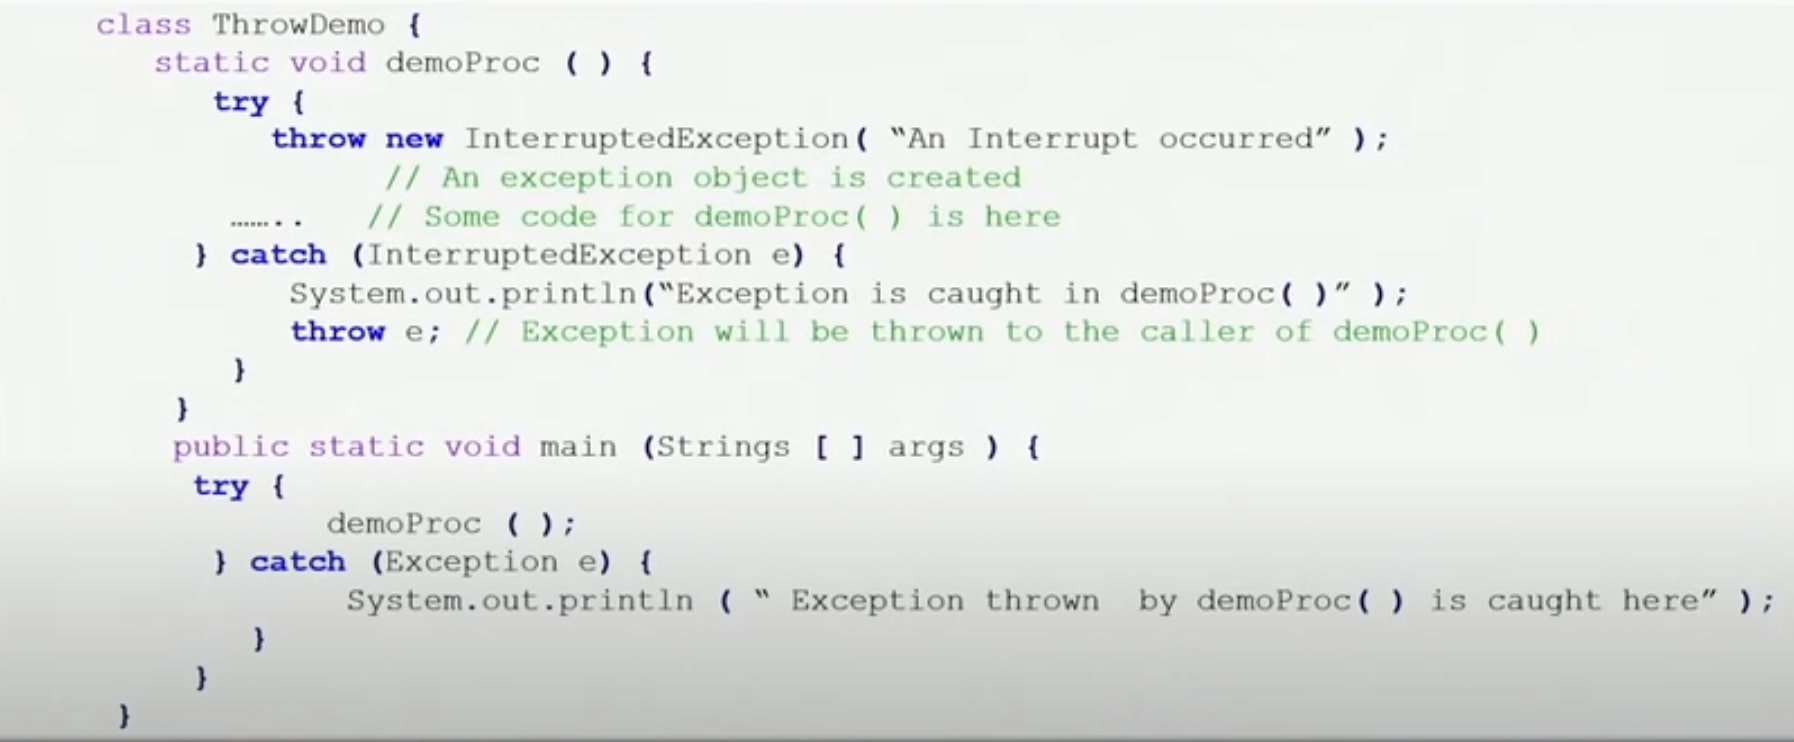 class ThrowDemo {
static void demoProc ( ) {
try {
throw new InterruptedException( “An Interrupt occurred” );
// An exception object is created
…….. // Some code for demoProc( ) is here
} catch (InterruptedException e) {
System.out.println(“Exception is caught in demoProc( )” );
throw e; // Exception will be thrown to the caller of demoProc( )
}
}
public static void main (Strings [ ] args ) {
try {
demoProc ( );
} catch (Exception e) {
System.out.println ( “ Exception thrown by demoProc( ) is caught here” );
}
}
}